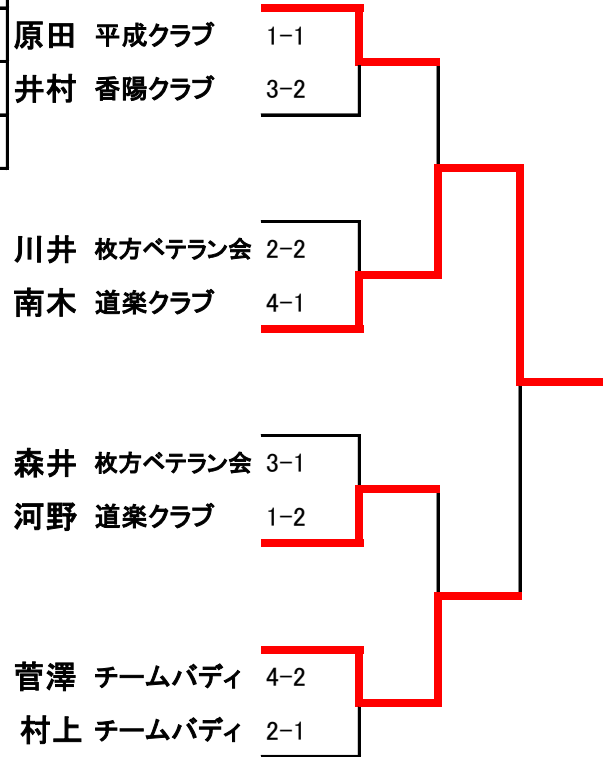 原田 平成クラブ 1-1
井村 香陽クラブ 3-2
川井 枚方ベテラン会 2-2
南木 道楽クラブ 4-1
森井 枚方ベテラン会 3-1
河野 道楽クラブ 1-2
菅澤 チームバディ 4-2
村上 チームバディ 2-1